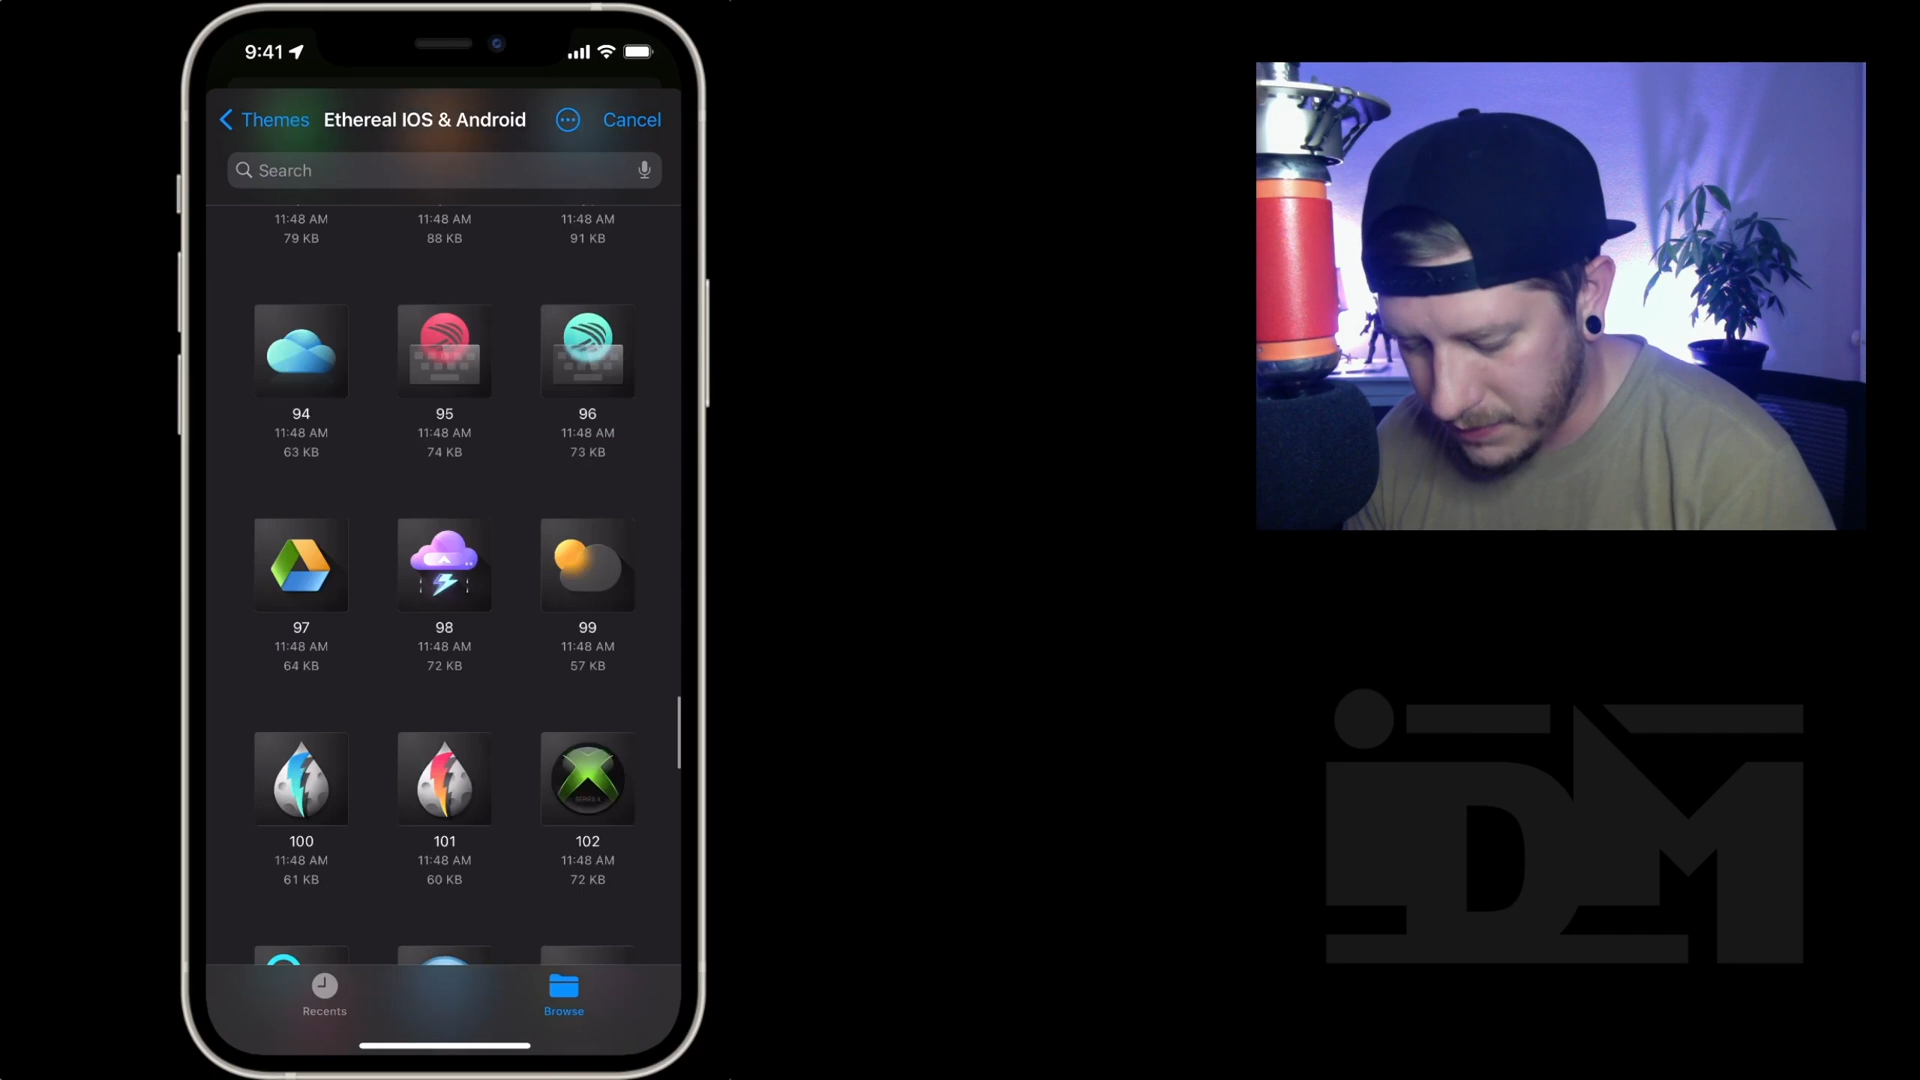 9:41
Themes Ethereal IOS & Android Cancel
Search
11:48 AM 11:48 AM 11:48 AM
79 KB 88 KB 91 KB
94 95 96
11:48 AM 11:48 AM 11:48 AM
63 KB 74 KB 73 KB
97 98 99
11:48 AM 11:48 AM 11:48 AM
64 KB 72 KB 57 KB
100 101 102
11:48 AM 11:48 AM 11:48 AM
61 KB 60 KB 72 KB
Recents Browse
iDM